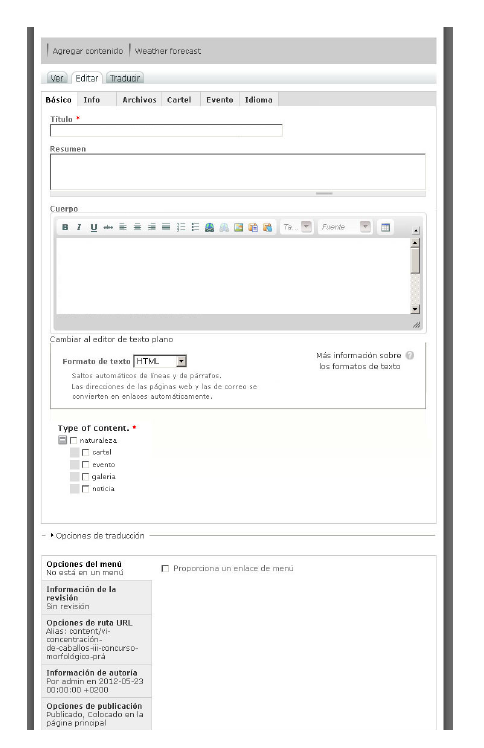 Agregar contenido Weather forecast
Ver Editar Traducir
Básico Info Archivos Cartel Evento Idioma
Título *
Resumen
Cuerpo
B I U abc Ta... Fuente
Cambiar al editor de texto plano
Formato de texto HTML
Más información sobre
los formatos de texto
Saltos automáticos de líneas y de párrafos.
Las direcciones de las páginas web y las de correo se
convierten en enlaces automáticamente.
Type of content. *
naturaleza
cartel
evento
galeria
noticia
Opciones de traducción
Opciones del menú
No está en un menú
Proporciona un enlace de menú
Información de la
revisión
Sin revisión
Opciones de ruta URL
Alias: content/vi-
concentración-
de-caballos-iii-concurso-
morfológico-prá
Información de autoría
Por admin en 2012-05-23
00:00:00 +0200
Opciones de publicación
Publicado, Colocado en la
página principal